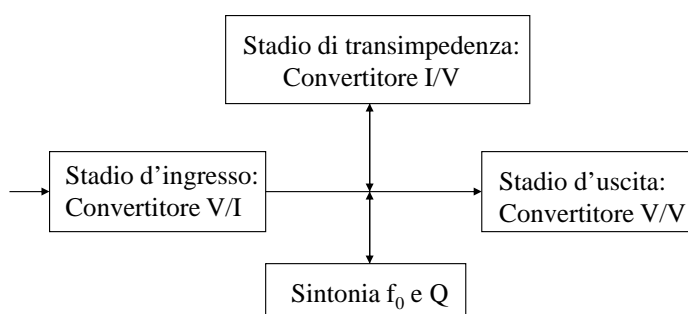 Stadio di transimpedenza:
Convertitore I/V
Stadio d’ingresso:
Convertitore V/I
Stadio d’uscita:
Convertitore V/V
Sintonia f₀ e Q